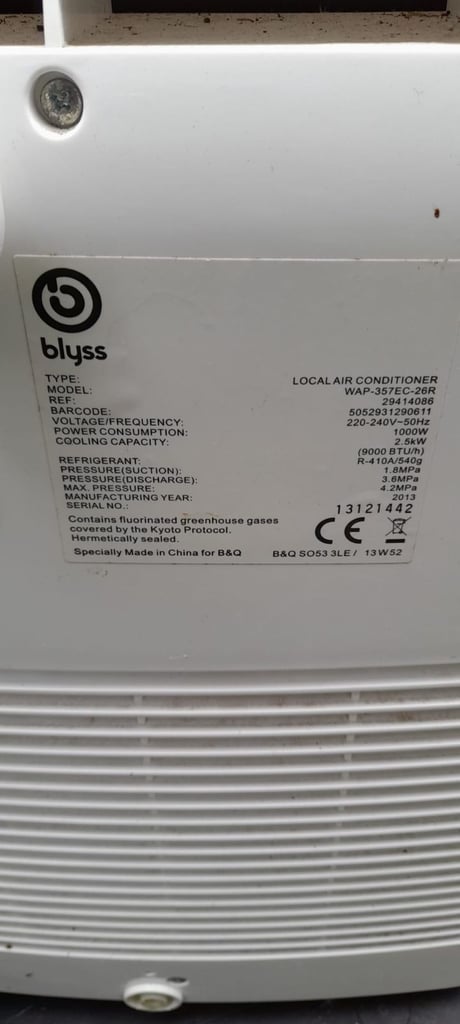 blyss
TYPE: LOCAL AIR CONDITIONER
MODEL: WAP-357EC-26R
REF: 29414086
BARCODE: 5052931290611
VOLTAGE/FREQUENCY: 220-240V~50Hz
POWER CONSUMPTION: 1000W
COOLING CAPACITY: 2.5kW
(9000 BTU/h)
REFRIGERANT: R-410A/540g
PRESSURE(SUCTION): 1.8MPa
PRESSURE(DISCHARGE): 3.6MPa
MAX. PRESSURE: 4.2MPa
MANUFACTURING YEAR: 2013
SERIAL NO.: 13121442
Contains fluorinated greenhouse gases
covered by the Kyoto Protocol.
Hermetically sealed.
CE
Specially Made in China for B&Q B&Q SO53 3LE / 13W52